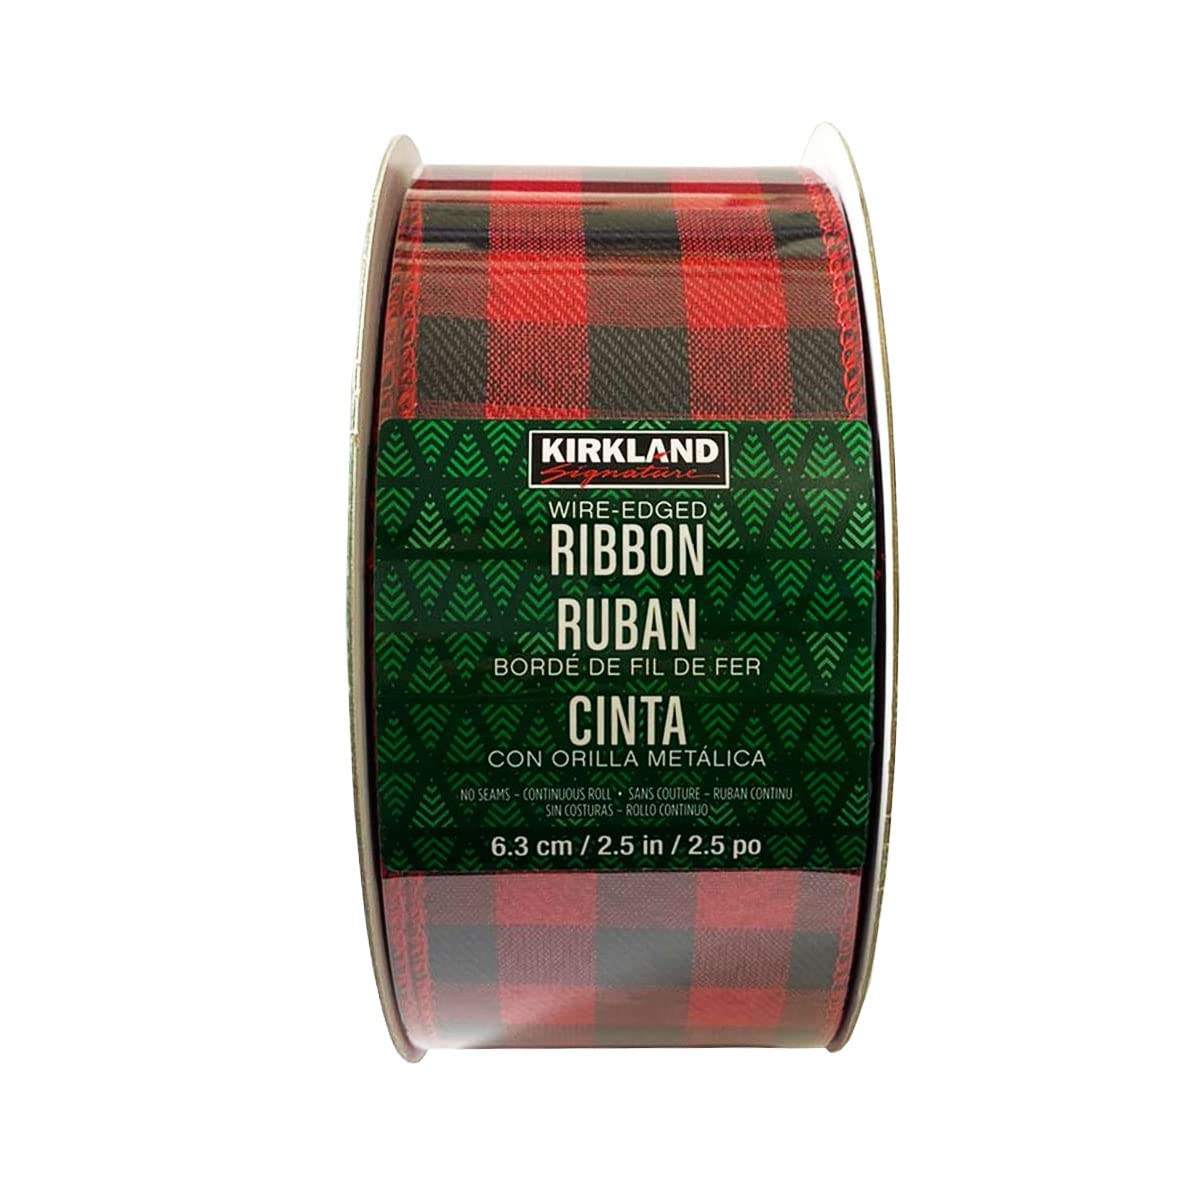 KIRKLAND
Signature
WIRE-EDGED
RIBBON
RUBAN
BORDÉ DE FIL DE FER
CINTA
CON ORILLA METÁLICA
NO SEAMS – CONTINUOUS ROLL • SANS COUTURE – RUBAN CONTINU
SIN COSTURAS – ROLLO CONTINUO
6.3 cm / 2.5 in / 2.5 po